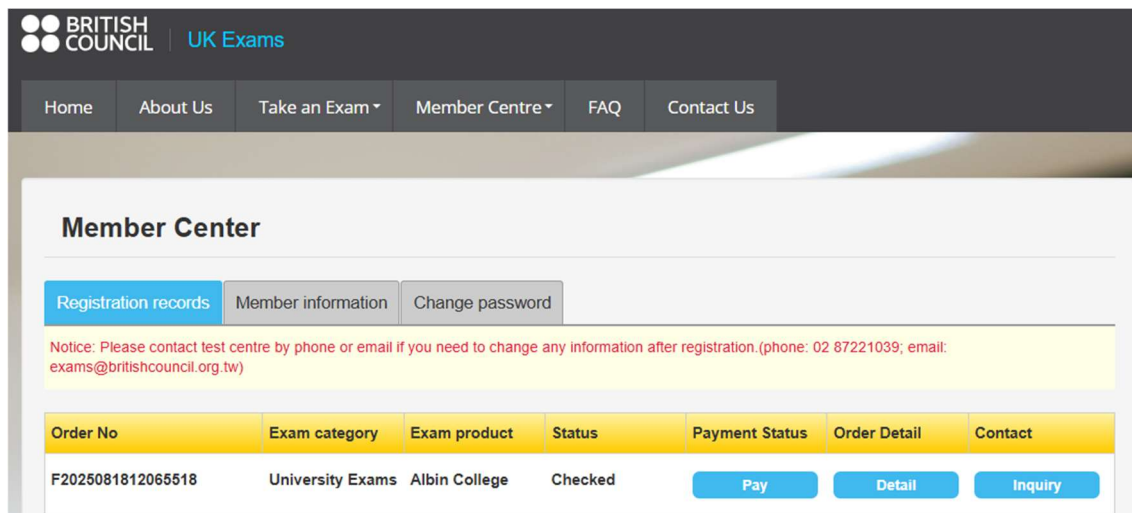 BRITISH
COUNCIL
UK Exams
Home About Us Take an Exam Member Centre FAQ Contact Us
Member Center
Registration records Member information Change password
Notice: Please contact test centre by phone or email if you need to change any information after registration.(phone: 02 87221039; email:
exams@britishcouncil.org.tw)
Order No Exam category Exam product Status Payment Status Order Detail Contact
F2025081812065518 University Exams Albin College Checked Pay Detail Inquiry